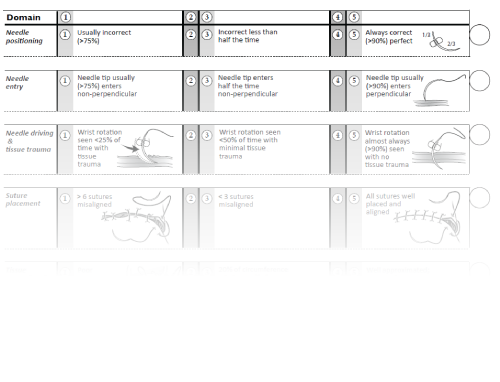 Domain 1 2 3 4 5
Needle
positioning
1 Usually incorrect
(>75%)
2 3 Incorrect less than
half the time
4 5 Always correct
(>90%) perfect
1/2
2/3
Needle
entry
1 Needle tip usually
(>75%) enters
non-perpendicular
2 3 Needle tip enters
half the time
non-perpendicular
4 5 Needle tip usually
(>90%) enters
perpendicular
Needle driving
&
tissue trauma
1 Wrist rotation
seen <25% of
time with
tissue
trauma
2 3 Wrist rotation seen
<50% of time with
minimal tissue
trauma
4 5 Wrist rotation
almost always
(>90%) seen
with no
tissue trauma
Suture
placement
1 > 6 sutures
misaligned
2 3 < 3 sutures
misaligned
4 5 All sutures well
placed and
aligned